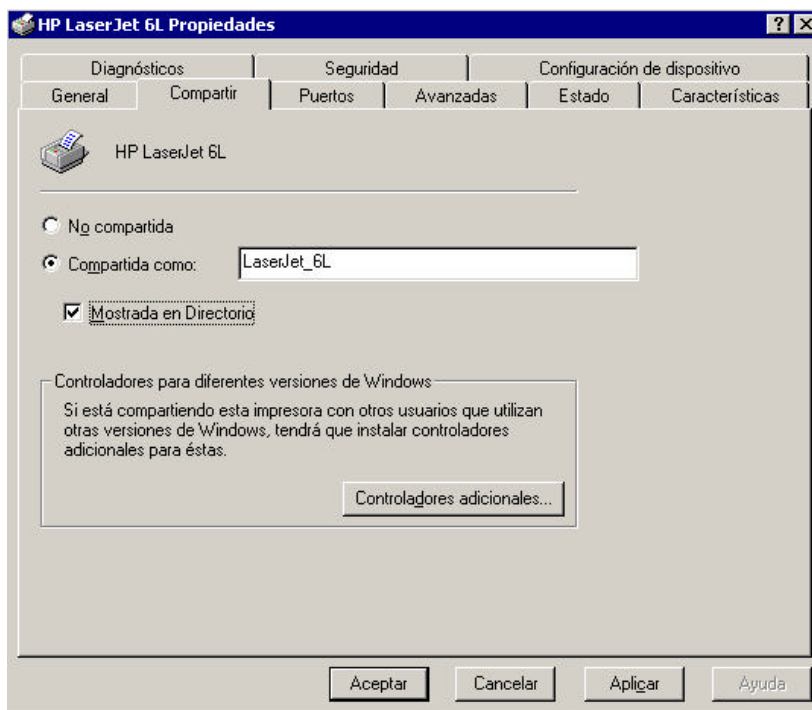 HP LaserJet 6L Propiedades
Diagnósticos Seguridad Configuración de dispositivo
General Compartir Puertos Avanzadas Estado Características
HP LaserJet 6L
No compartida
Compartida como: LaserJet_6L
Mostrada en Directorio
Controladores para diferentes versiones de Windows
Si está compartiendo esta impresora con otros usuarios que utilizan
otras versiones de Windows, tendrá que instalar controladores
adicionales para éstas.
Controladores adicionales...
Aceptar Cancelar Aplicar Ayuda